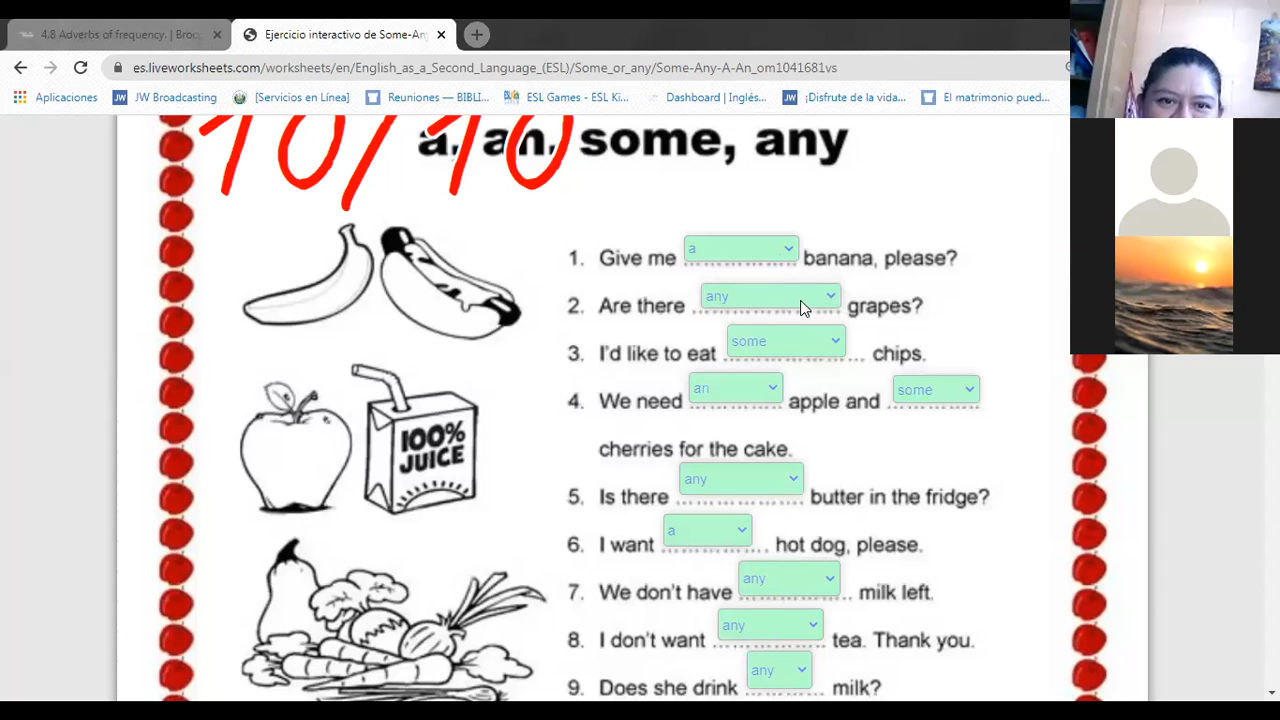 4.8 Adverbs of frequency. | Broc
Ejercicio interactivo de Some-Any
es.liveworksheets.com/worksheets/en/English_as_a_Second_Language_(ESL)/Some_or_any/Some-Any-A-An_om1041681vs
Aplicaciones JW Broadcasting [Servicios en Línea] Reuniones — BIBLI... ESL Games - ESL Ki... Dashboard | Inglés,... ¡Disfrute de la vida... El matrimonio pued...
10/10
a, an, some, any
1. Give me a banana, please?
2. Are there any grapes?
3. I'd like to eat some chips.
4. We need an apple and some
cherries for the cake.
100%
JUICE
5. Is there any butter in the fridge?
6. I want a hot dog, please.
7. We don't have any milk left.
8. I don't want any tea. Thank you.
9. Does she drink any milk?